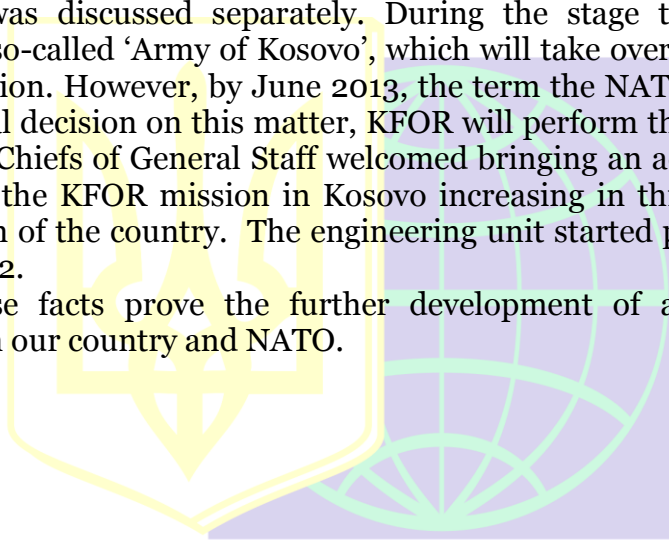 was discussed separately. During the stage t
so-called ‘Army of Kosovo’, which will take over
ion. However, by June 2013, the term the NAT
l decision on this matter, KFOR will perform th
Chiefs of General Staff welcomed bringing an a
the KFOR mission in Kosovo increasing in th
n of the country. The engineering unit started p
2.
se facts prove the further development of a
n our country and NATO.